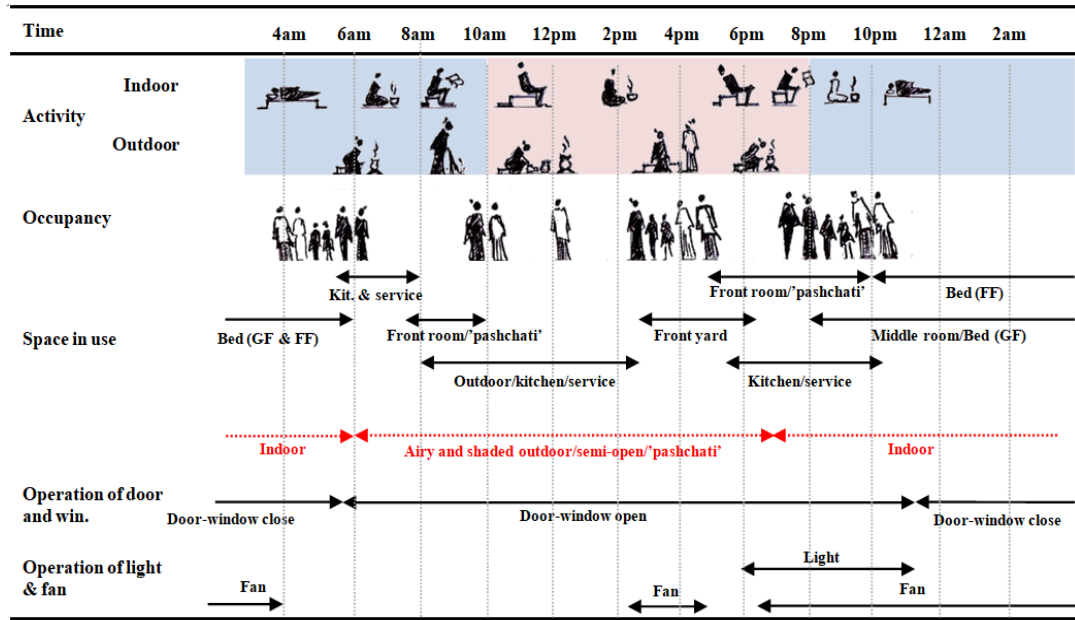 Time
4am 6am 8am 10am 12pm 2pm 4pm 6pm 8pm 10pm 12am 2am
Indoor
Activity
Outdoor
Occupancy
Kit. & service
Front room/'pashchati'
Bed (FF)
Space in use
Bed (GF & FF)
Front room/'pashchati'
Front yard
Middle room/Bed (GF)
Outdoor/kitchen/service
Kitchen/service
Indoor
Airy and shaded outdoor/semi-open/'pashchati'
Indoor
Operation of door
and win.
Door-window close
Door-window open
Door-window close
Operation of light
& fan
Light
Fan
Fan
Fan